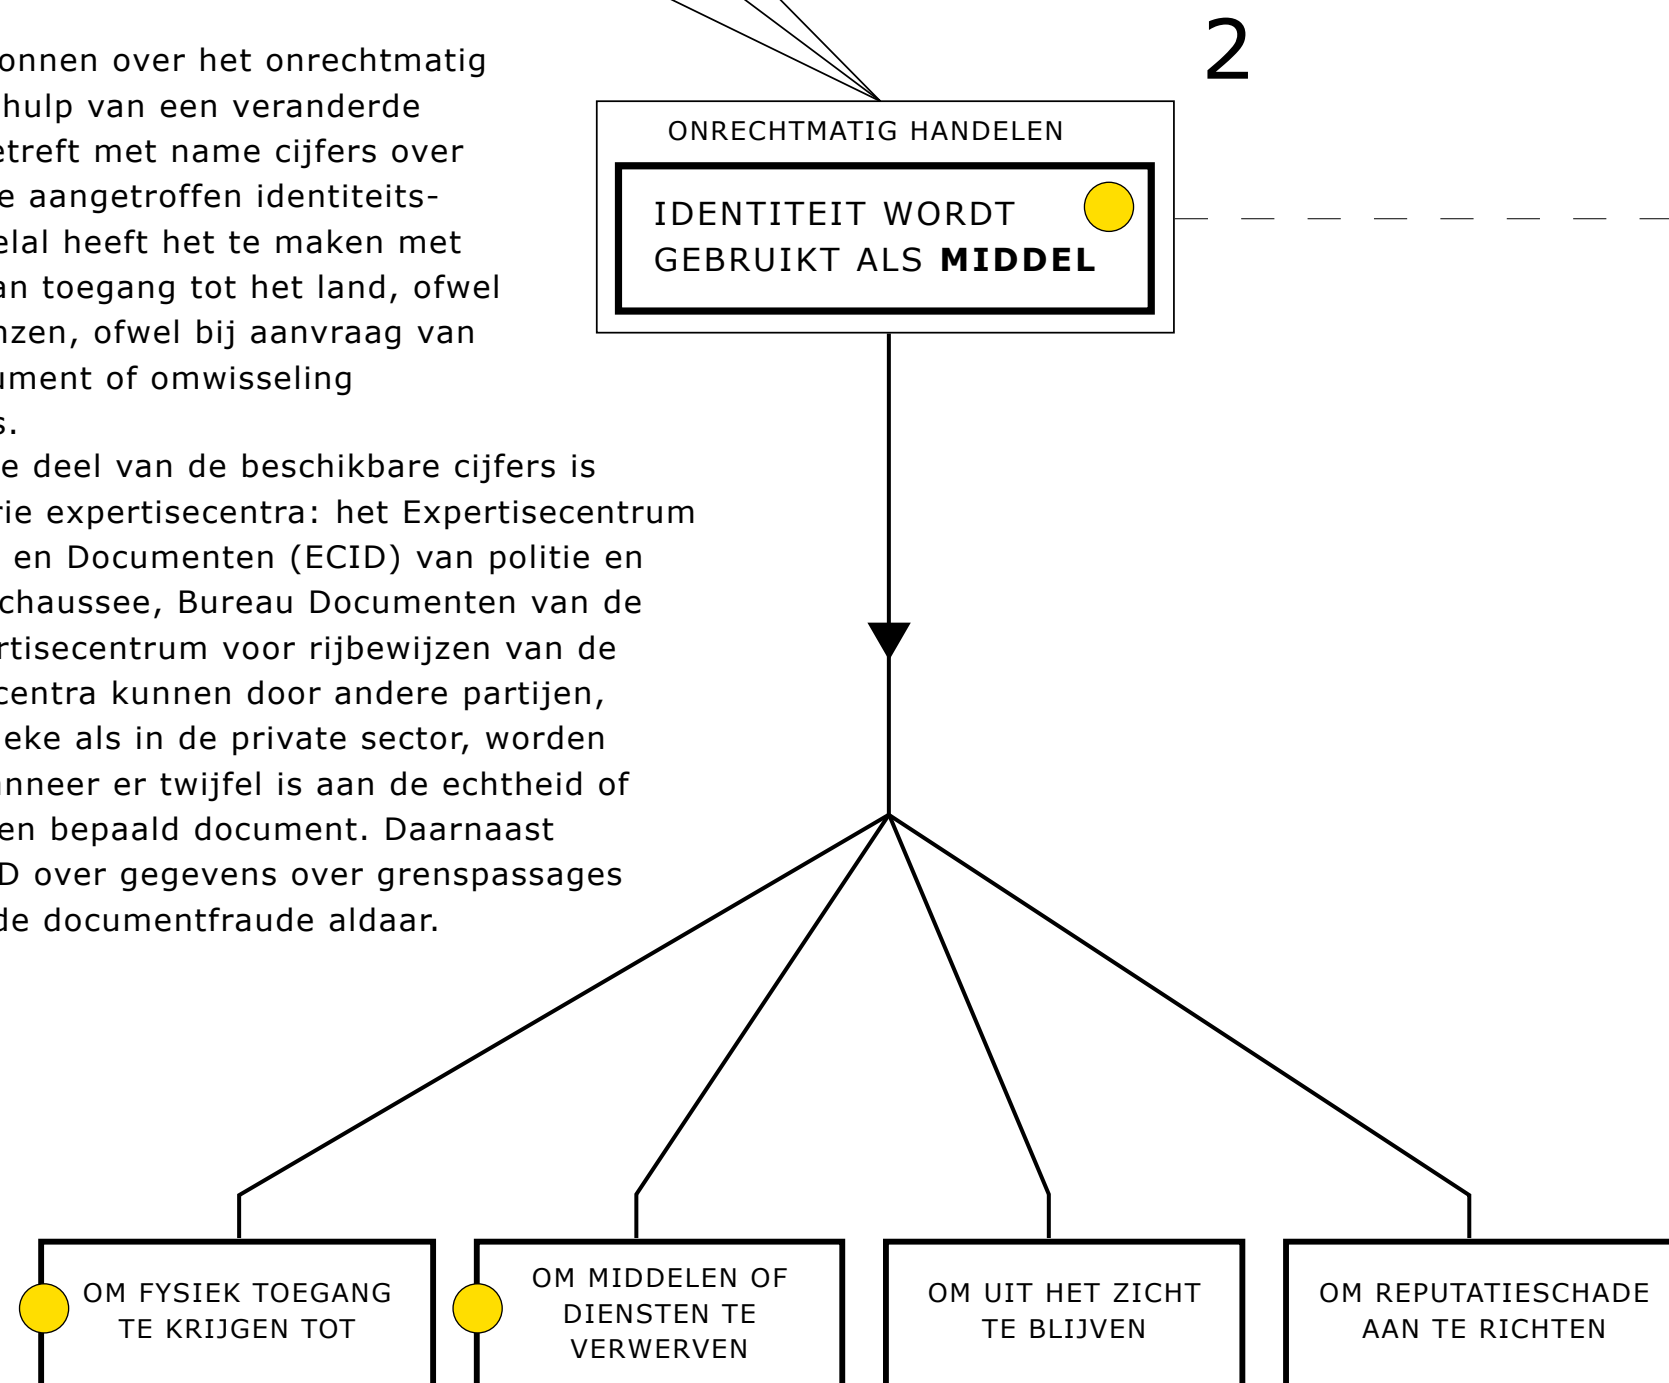 onnen over het onrechtmatig
hulp van een veranderde
etreft met name cijfers over
e aangetroffen identiteits-
elal heeft het te maken met
an toegang tot het land, ofwel
nzen, ofwel bij aanvraag van
ument of omwisseling
s.
e deel van de beschikbare cijfers is
rie expertisecentra: het Expertisecentrum
en Documenten (ECID) van politie en
chaussee, Bureau Documenten van de
rtisecentrum voor rijbewijzen van de
centra kunnen door andere partijen,
ieke als in de private sector, worden
anneer er twijfel is aan de echtheid of
en bepaald document. Daarnaast
D over gegevens over grenspassages
de documentfraude aldaar.
2
ONRECHTMATIG HANDELEN
IDENTITEIT WORDT
GEBRUIKT ALS MIDDEL
OM FYSIEK TOEGANG
TE KRIJGEN TOT
OM MIDDELEN OF
DIENSTEN TE
VERWERVEN
OM UIT HET ZICHT
TE BLIJVEN
OM REPUTATIESCHADE
AAN TE RICHTEN